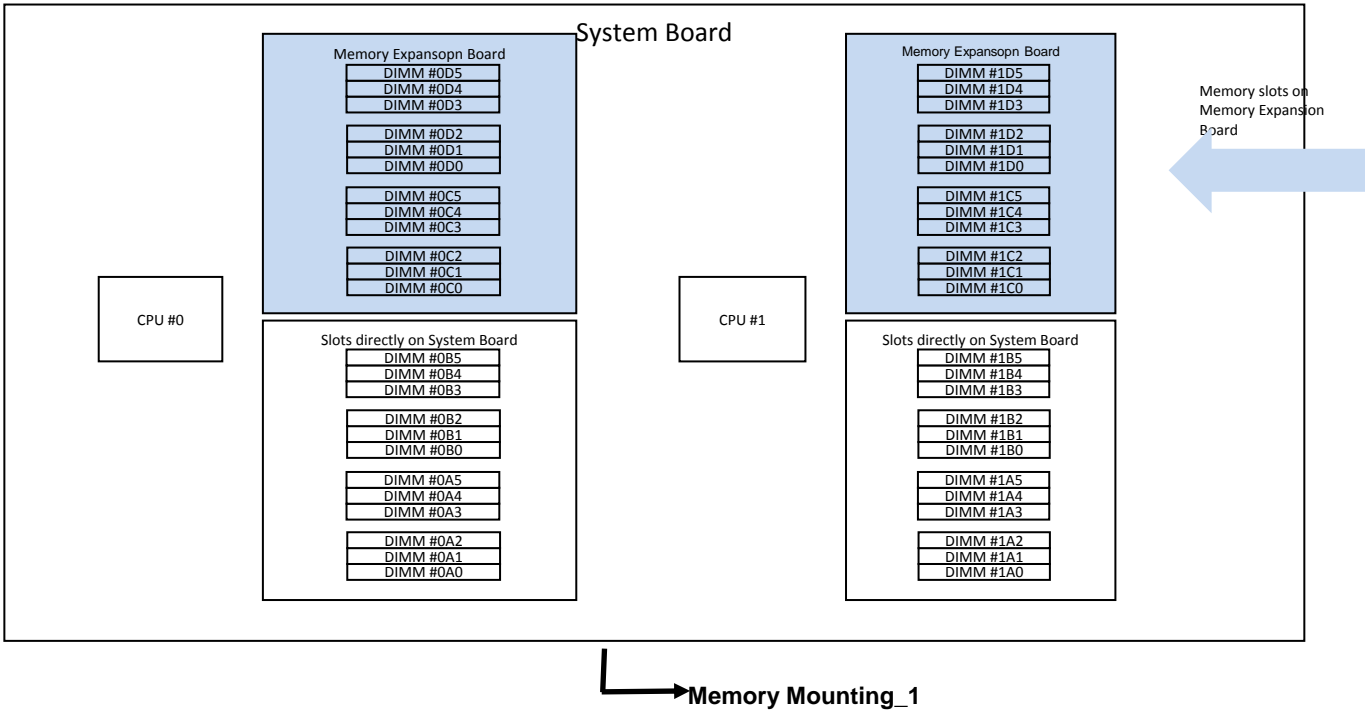 System Board
Memory Expansopn Board
DIMM #0D5
DIMM #0D4
DIMM #0D3
DIMM #0D2
DIMM #0D1
DIMM #0D0
DIMM #0C5
DIMM #0C4
DIMM #0C3
DIMM #0C2
DIMM #0C1
DIMM #0C0
CPU #0
Slots directly on System Board
DIMM #0B5
DIMM #0B4
DIMM #0B3
DIMM #0B2
DIMM #0B1
DIMM #0B0
DIMM #0A5
DIMM #0A4
DIMM #0A3
DIMM #0A2
DIMM #0A1
DIMM #0A0
Memory Expansopn Board
DIMM #1D5
DIMM #1D4
DIMM #1D3
DIMM #1D2
DIMM #1D1
DIMM #1D0
DIMM #1C5
DIMM #1C4
DIMM #1C3
DIMM #1C2
DIMM #1C1
DIMM #1C0
CPU #1
Slots directly on System Board
DIMM #1B5
DIMM #1B4
DIMM #1B3
DIMM #1B2
DIMM #1B1
DIMM #1B0
DIMM #1A5
DIMM #1A4
DIMM #1A3
DIMM #1A2
DIMM #1A1
DIMM #1A0
Memory slots on
Memory Expansion
Board
Memory Mounting_1